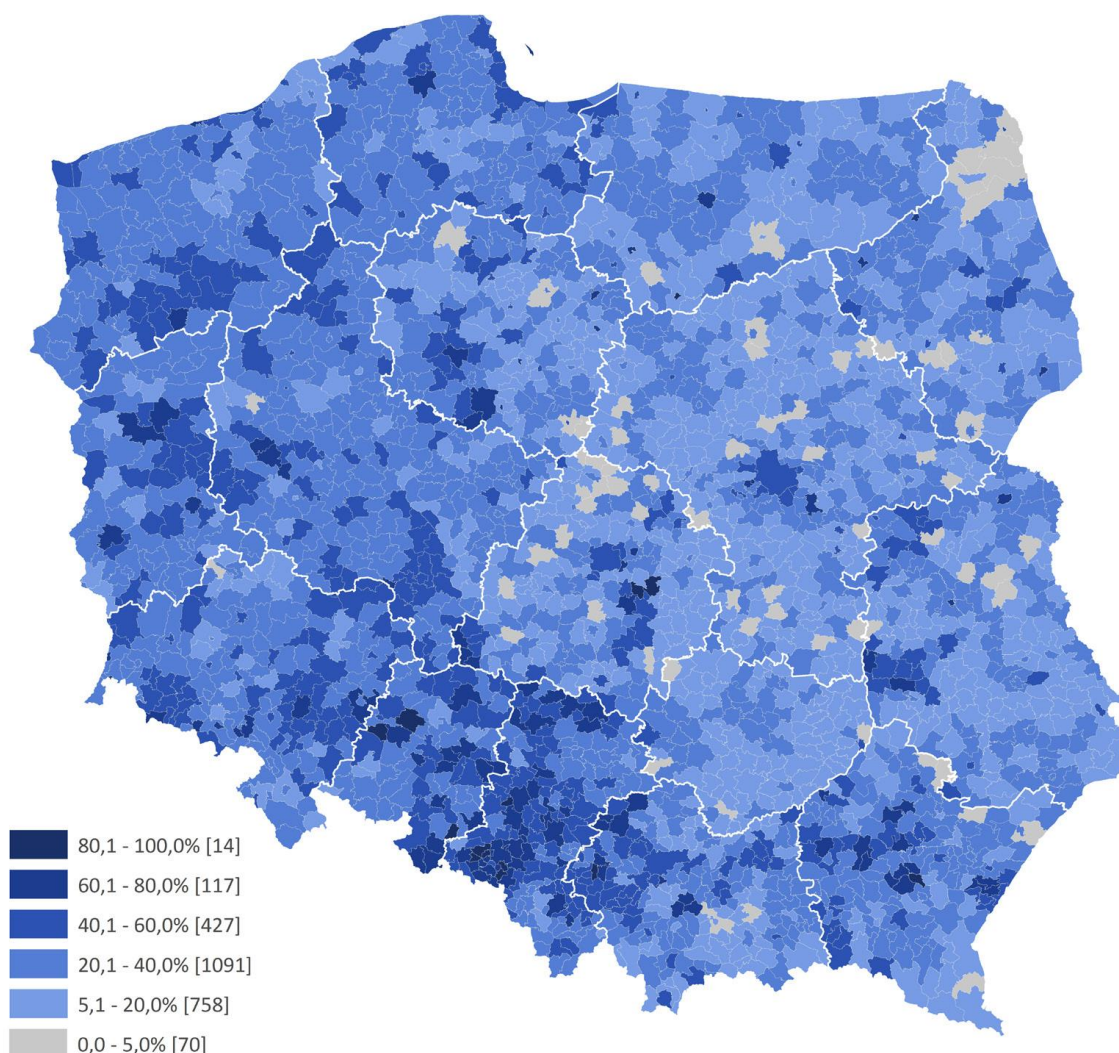 80,1 - 100,0% [14]
60,1 - 80,0% [117]
40,1 - 60,0% [427]
20,1 - 40,0% [1091]
5,1 - 20,0% [758]
0,0 - 5,0% [70]